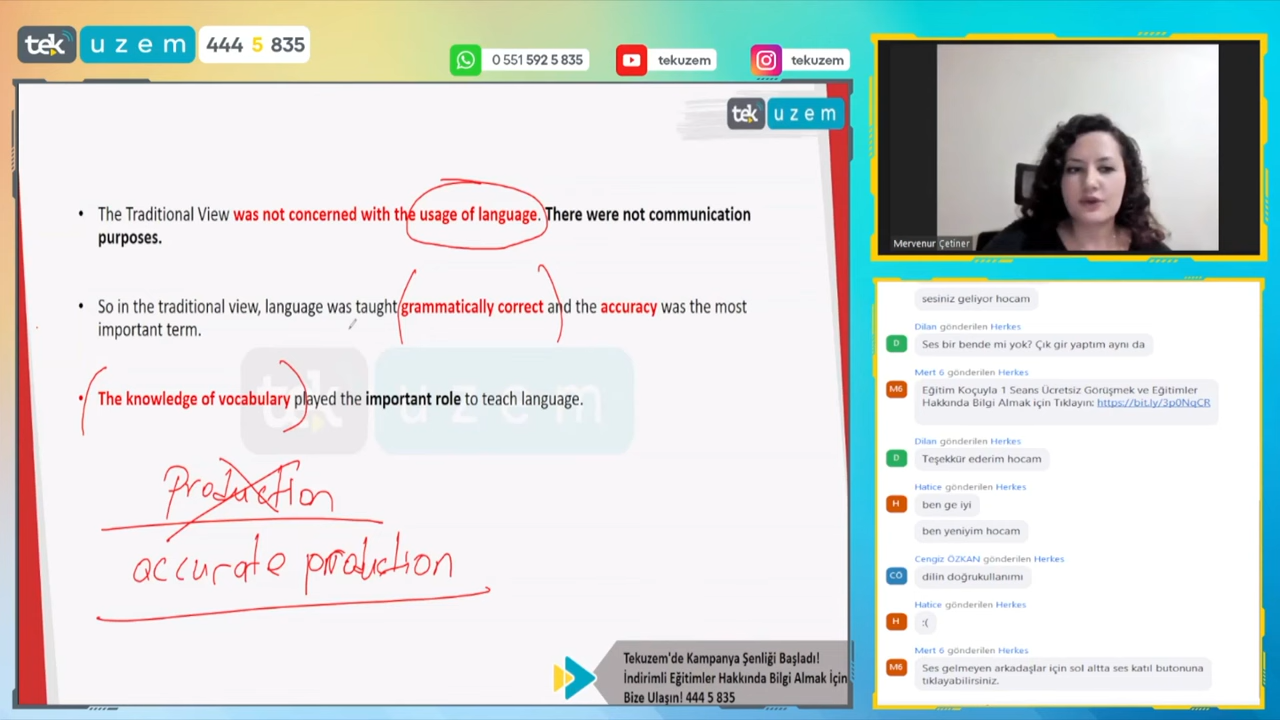 tek uzem 444 5 835
0 551 592 5 835
tekuzem
tekuzem
tek uzem
• The Traditional View was not concerned with the usage of language. There were not communication
purposes.
• So in the traditional view, language was taught grammatically correct and the accuracy was the most
important term.
• The knowledge of vocabulary played the important role to teach language.
tek uzem
Production
accurate production
Tekuzem'de Kampanya Şenliği Başladı!
İndirimli Eğitimler Hakkında Bilgi Almak İçin
Bize Ulaşın! 444 5 835
Mervenur Çetiner
sesiniz geliyor hocam
Dilan gönderilen Herkes
D
Ses bir bende mi yok? Çık gir yaptım aynı da
Mert 6 gönderilen Herkes
M6
Eğitim Koçuyla 1 Seans Ücretsiz Görüşmek ve Eğitimler
Hakkında Bilgi Almak için Tıklayın: https://bit.ly/3p0NqCR
Dilan gönderilen Herkes
D
Teşekkür ederim hocam
Hatice gönderilen Herkes
H
ben ge iyi
ben yeniyim hocam
Cengiz ÖZKAN gönderilen Herkes
CÖ
dilin doğrukullanımı
Hatice gönderilen Herkes
H
:(
Mert 6 gönderilen Herkes
M6
Ses gelmeyen arkadaşlar için sol altta ses katıl butonuna
tıklayabilirsiniz.